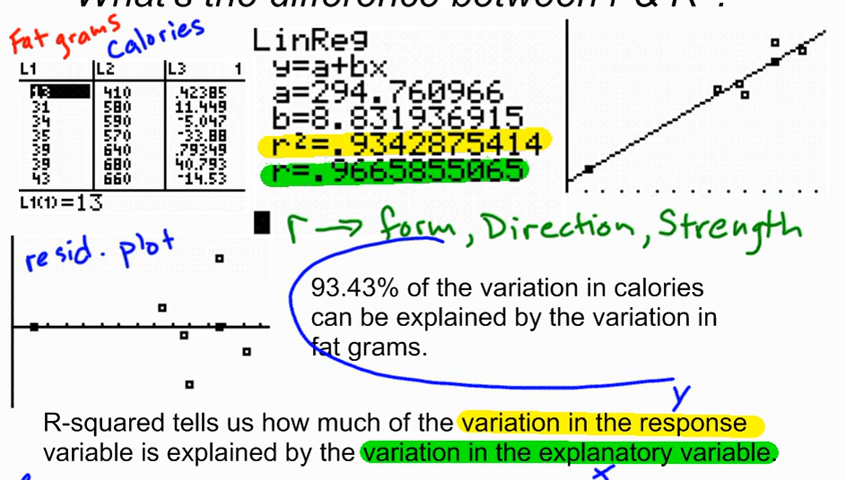 What's the difference between r & R²?
Fat grams
Calories
L1 L2 L3 1
13 410 .42385
31 580 11.449
34 590 -5.047
35 570 -33.88
39 640 .79349
39 680 40.793
43 660 -14.53
L1(1)=13
LinReg
y=a+bx
a=294.760966
b=8.831936915
r²=.9342875414
r=.9665855065
r → form, Direction, Strength
resid. plot
93.43% of the variation in calories
can be explained by the variation in
fat grams.
y
R-squared tells us how much of the variation in the response
variable is explained by the variation in the explanatory variable.
x